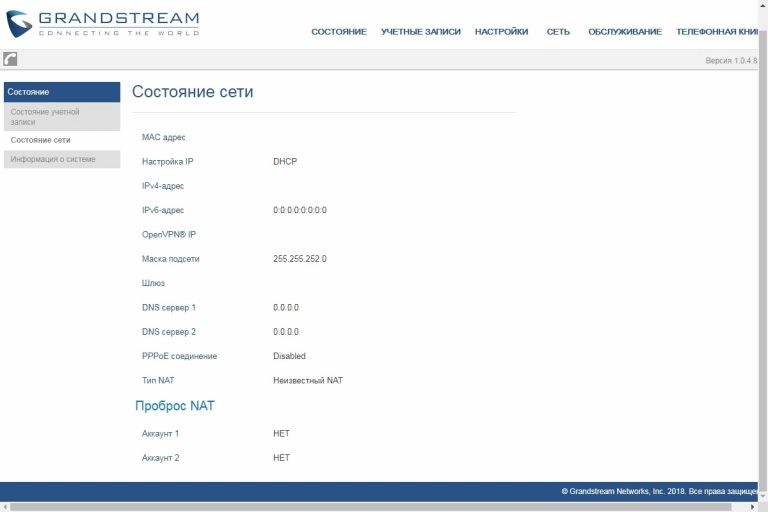 GRANDSTREAM
CONNECTING THE WORLD
СОСТОЯНИЕ УЧЕТНЫЕ ЗАПИСИ НАСТРОЙКИ СЕТЬ ОБСЛУЖИВАНИЕ ТЕЛЕФОННАЯ КНИ
Версия 1.0.4.8
Состояние
Состояние учетной
записи
Состояние сети
Информация о системе
Состояние сети
MAC адрес
Настройка IP DHCP
IPv4-адрес
IPv6-адрес 0:0:0:0:0:0:0:0
OpenVPN® IP
Маска подсети 255.255.252.0
Шлюз
DNS сервер 1 0.0.0.0
DNS сервер 2 0.0.0.0
PPPoE соединение Disabled
Тип NAT Неизвестный NAT
Проброс NAT
Аккаунт 1 НЕТ
Аккаунт 2 НЕТ
© Grandstream Networks, Inc. 2018. Все права защище